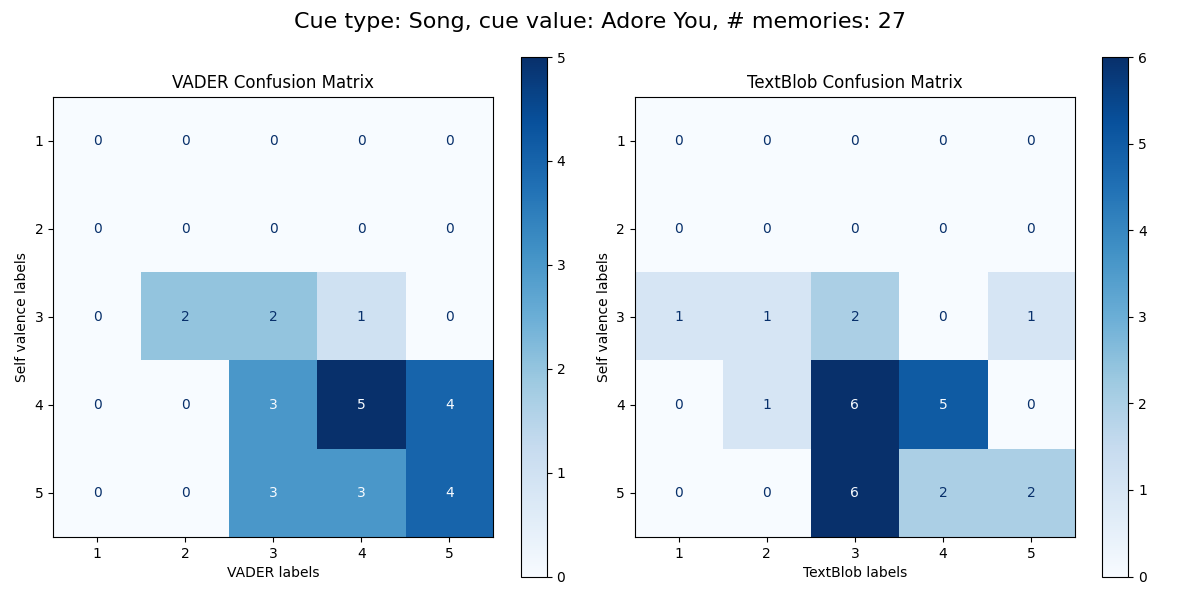 Cue type: Song, cue value: Adore You, # memories: 27
VADER Confusion Matrix
Self valence labels
1 0 0 0 0 0
2 0 0 0 0 0
3 0 2 2 1 0
4 0 0 3 5 4
5 0 0 3 3 4
1 2 3 4 5
VADER labels
5
4
3
2
1
0
TextBlob Confusion Matrix
Self valence labels
1 0 0 0 0 0
2 0 0 0 0 0
3 1 1 2 0 1
4 0 1 6 5 0
5 0 0 6 2 2
1 2 3 4 5
TextBlob labels
6
5
4
3
2
1
0